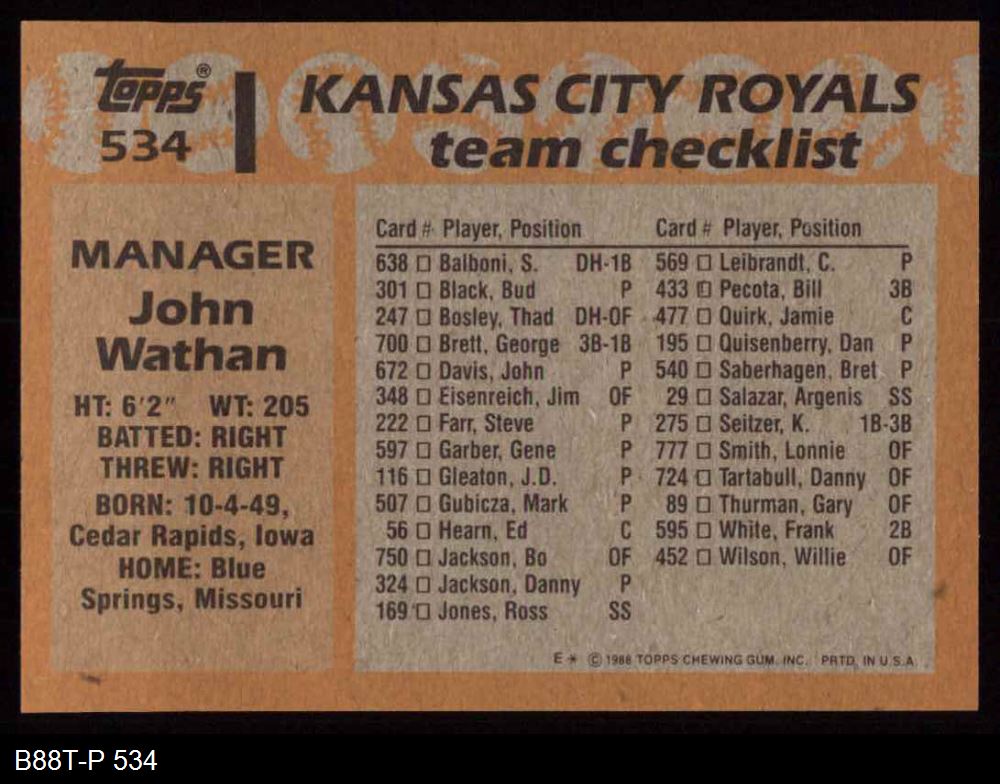 Topps®
534
KANSAS CITY ROYALS
team checklist
MANAGER
John
Wathan
HT: 6'2" WT: 205
BATTED: RIGHT
THREW: RIGHT
BORN: 10-4-49,
Cedar Rapids, Iowa
HOME: Blue
Springs, Missouri
Card # Player, Position
638 □ Balboni, S. DH-1B
301 □ Black, Bud P
247 □ Bosley, Thad DH-OF
700 □ Brett, George 3B-1B
672 □ Davis, John P
348 □ Eisenreich, Jim OF
222 □ Farr, Steve P
597 □ Garber, Gene P
116 □ Gleaton, J.D. P
507 □ Gubicza, Mark P
56 □ Hearn, Ed C
750 □ Jackson, Bo OF
324 □ Jackson, Danny P
169 □ Jones, Ross SS
Card # Player, Position
569 □ Leibrandt, C. P
433 □ Pecota, Bill 3B
477 □ Quirk, Jamie C
195 □ Quisenberry, Dan P
540 □ Saberhagen, Bret P
29 □ Salazar, Argenis SS
275 □ Seitzer, K. 1B-3B
777 □ Smith, Lonnie OF
724 □ Tartabull, Danny OF
89 □ Thurman, Gary OF
595 □ White, Frank 2B
452 □ Wilson, Willie OF
E* © 1988 TOPPS CHEWING GUM, INC. PRTD. IN U.S.A.
B88T-P 534